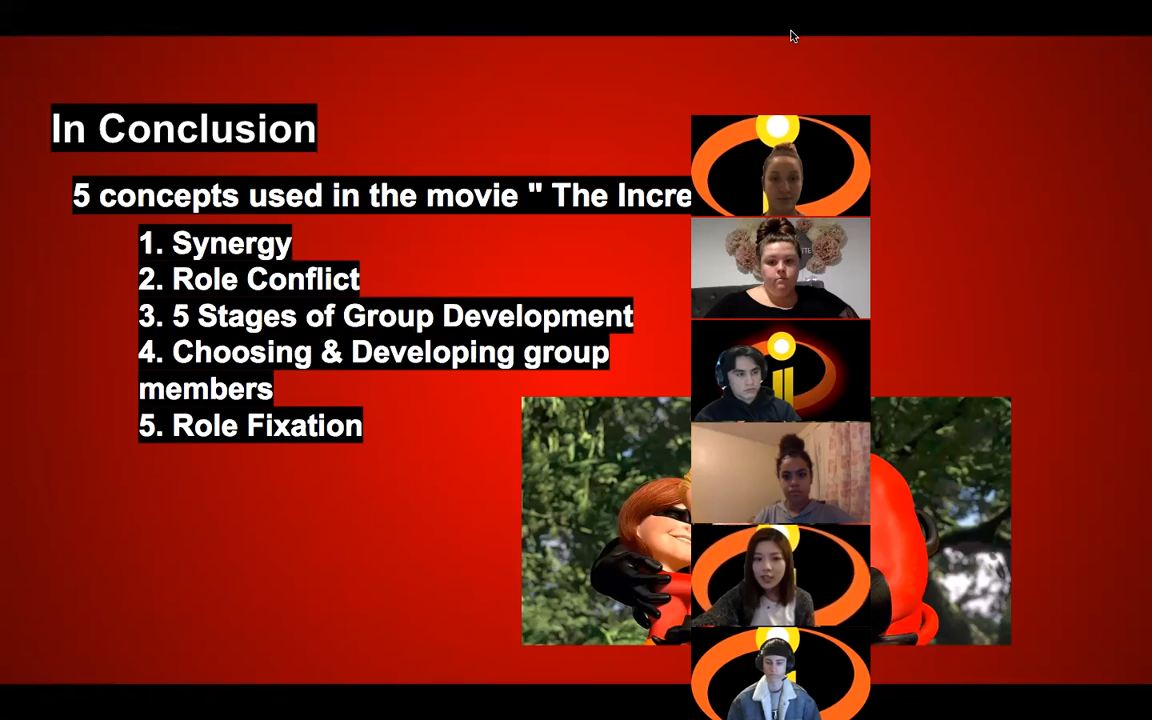 In Conclusion
5 concepts used in the movie " The Incre
1. Synergy
2. Role Conflict
3. 5 Stages of Group Development
4. Choosing & Developing group
members
5. Role Fixation